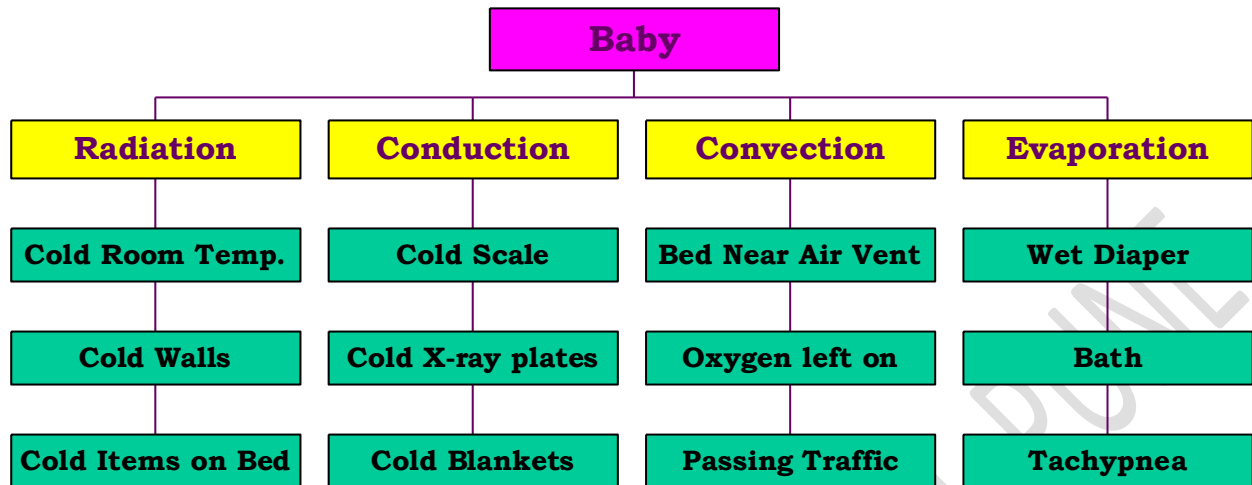 Baby
Radiation
Conduction
Convection
Evaporation
Cold Room Temp.
Cold Scale
Bed Near Air Vent
Wet Diaper
Cold Walls
Cold X-ray plates
Oxygen left on
Bath
Cold Items on Bed
Cold Blankets
Passing Traffic
Tachypnea
PUNE